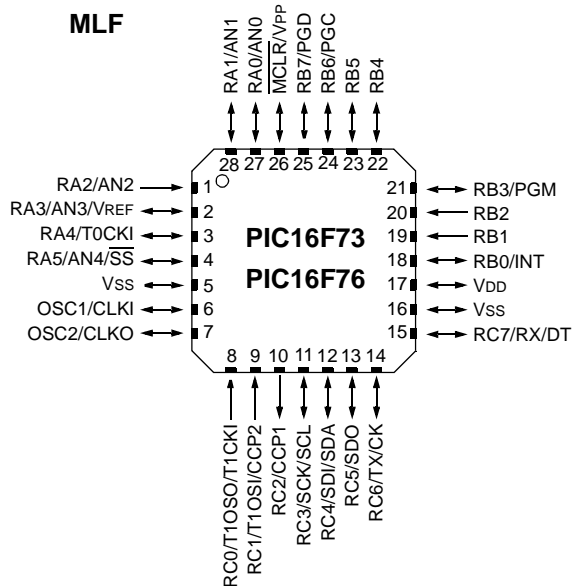 MLF
RA1/AN1
RA0/AN0
MCLR/VPP
RB7/PGD
RB6/PGC
RB5
RB4
28 27 26 25 24 23 22
RA2/AN2 1
RA3/AN3/VREF 2
RA4/T0CKI 3
RA5/AN4/SS 4
VSS 5
OSC1/CLKI 6
OSC2/CLKO 7
PIC16F73
PIC16F76
21 RB3/PGM
20 RB2
19 RB1
18 RB0/INT
17 VDD
16 VSS
15 RC7/RX/DT
8 9 10 11 12 13 14
RC0/T1OSO/T1CKI
RC1/T1OSI/CCP2
RC2/CCP1
RC3/SCK/SCL
RC4/SDI/SDA
RC5/SDO
RC6/TX/CK